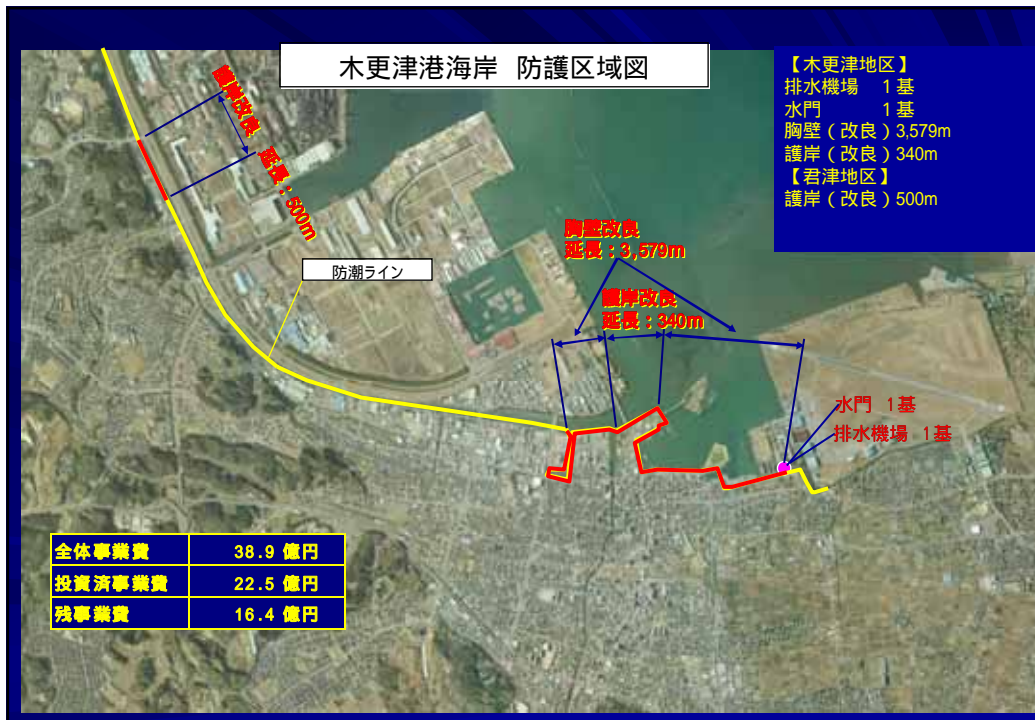 木更津港海岸 防護区域図
【木更津地区】
排水機場 1基
水門 1基
胸壁（改良）3,579m
護岸（改良）340m
【君津地区】
護岸（改良）500m
護岸改良 延長：500m
防潮ライン
胸壁改良
延長：3,579m
護岸改良
延長：340m
水門 1基
排水機場 1基
全体事業費 38.9 億円
投資済事業費 22.5 億円
残事業費 16.4 億円